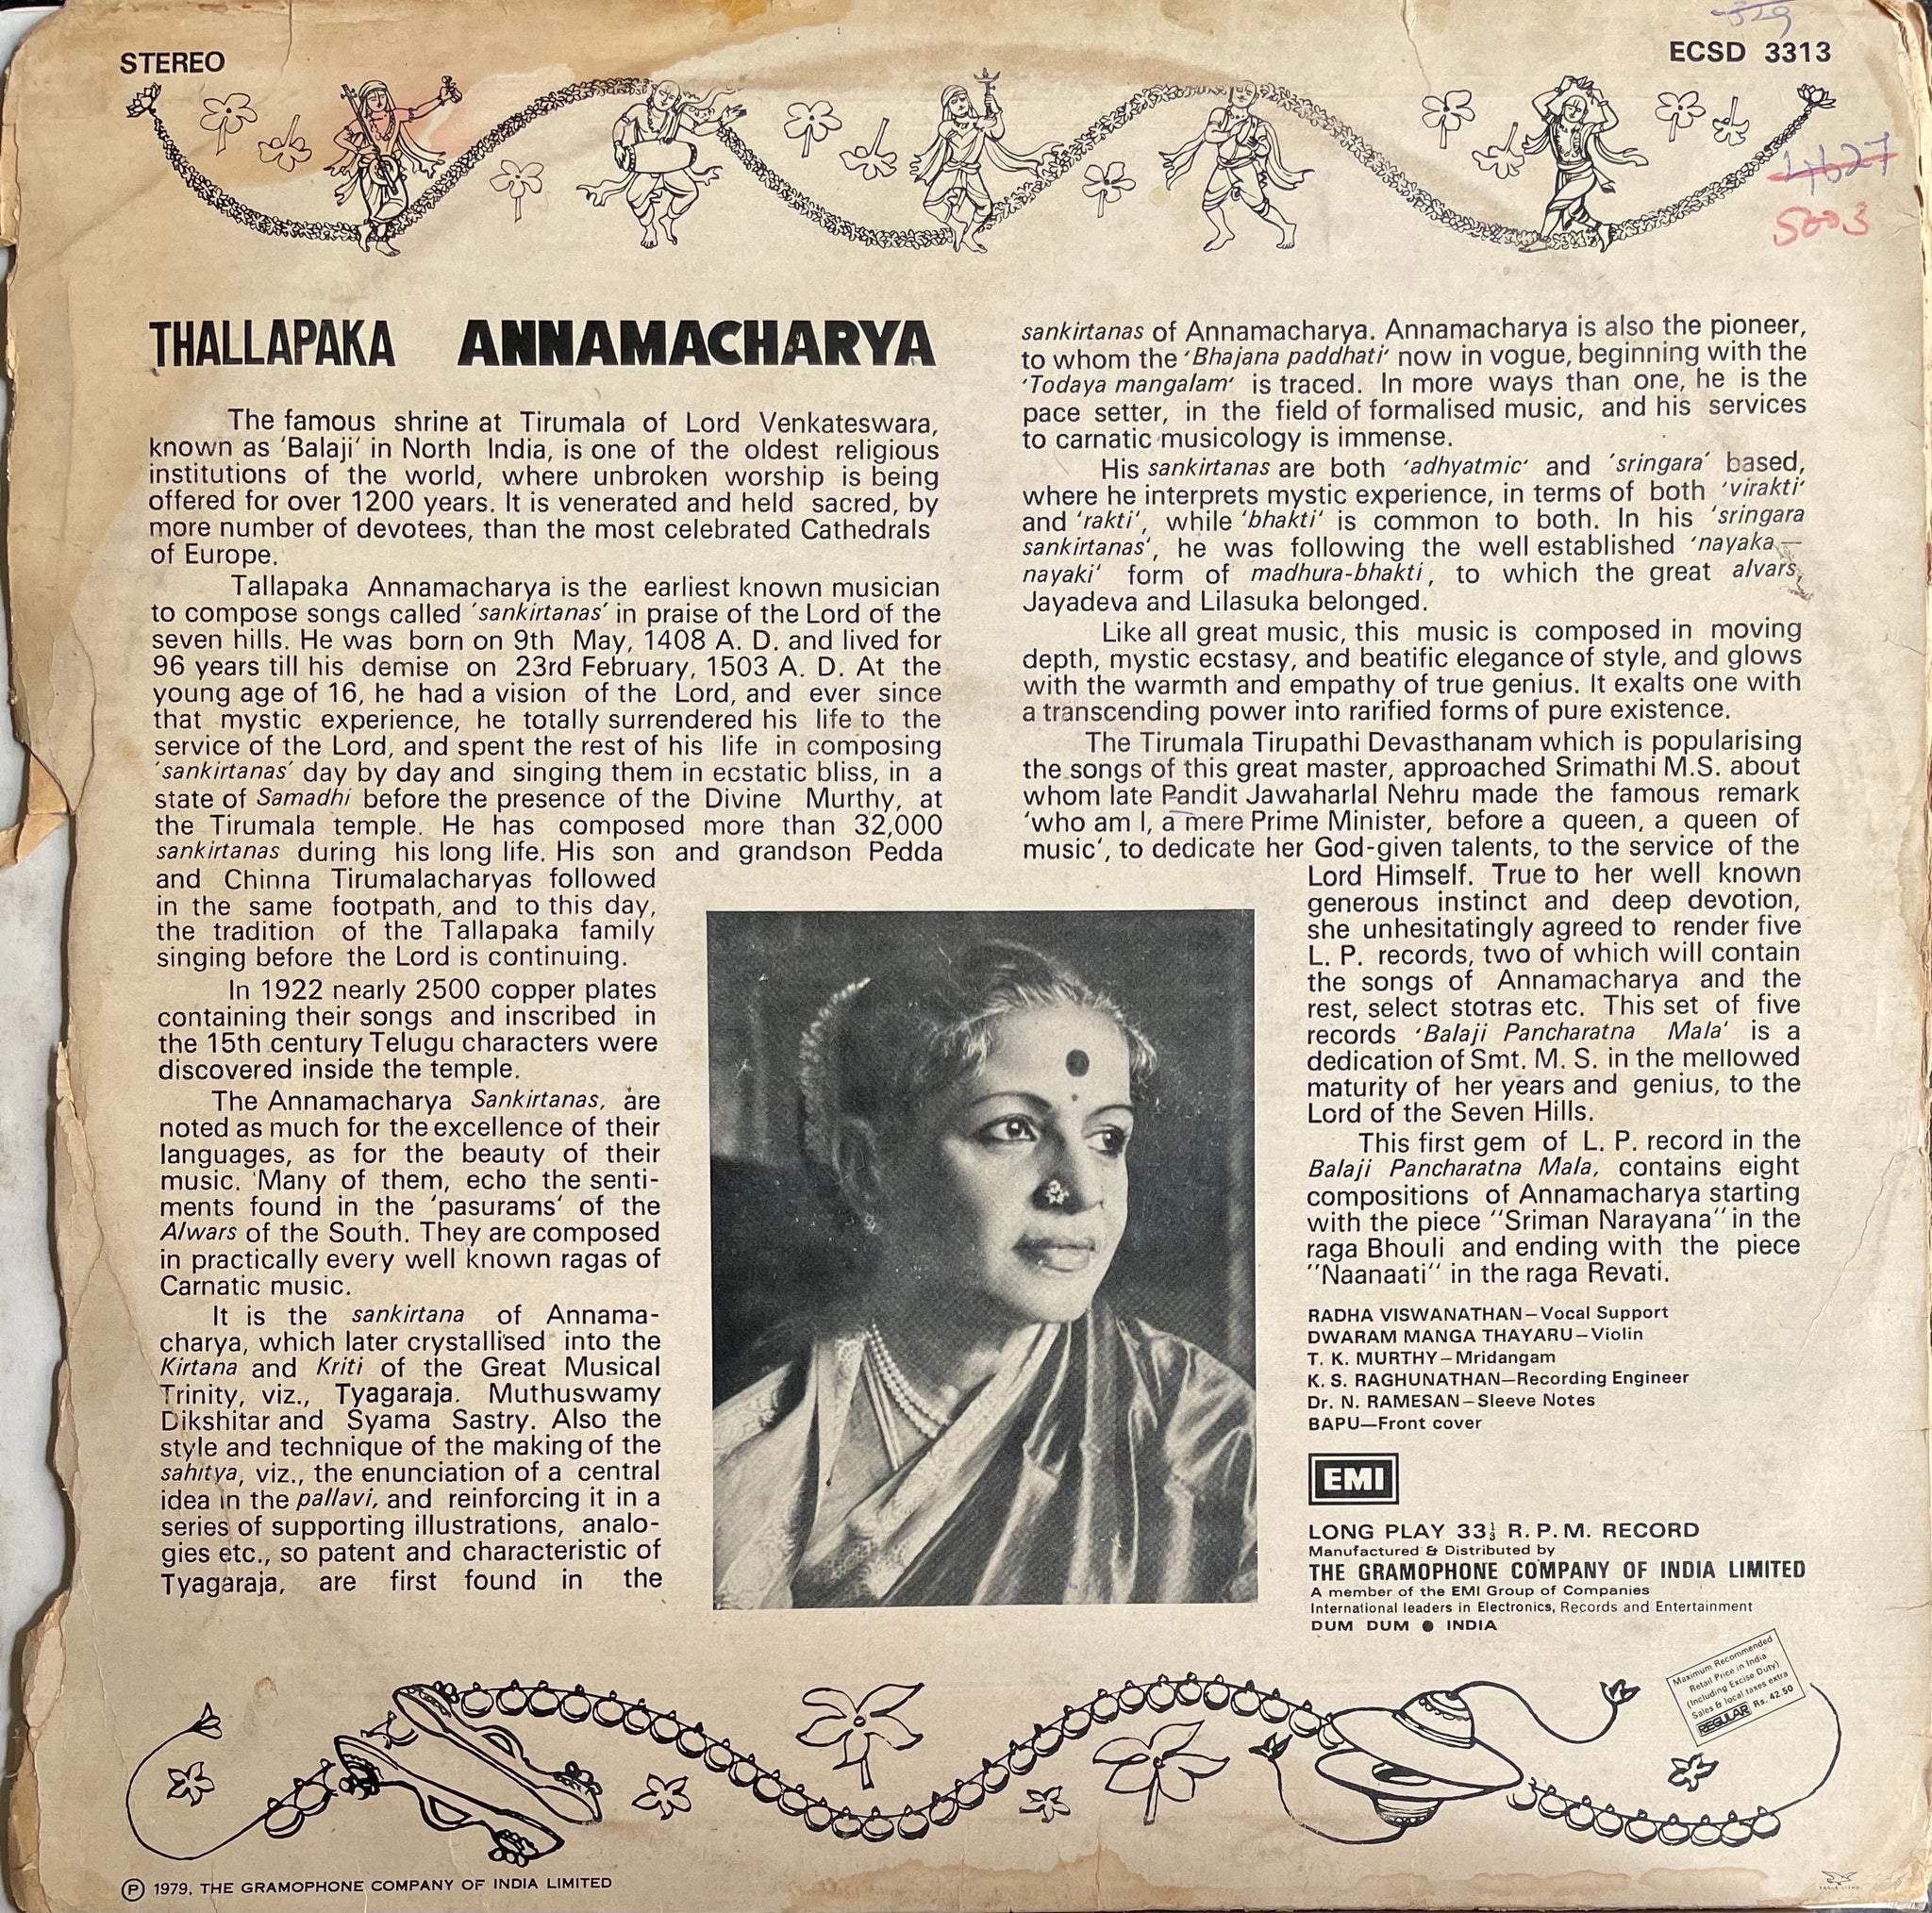 STEREO
ECSD 3313
4627
5003
THALLAPAKA ANNAMACHARYA
The famous shrine at Tirumala of Lord Venkateswara,
known as 'Balaji' in North India, is one of the oldest religious
institutions of the world, where unbroken worship is being
offered for over 1200 years. It is venerated and held sacred, by
more number of devotees, than the most celebrated Cathedrals
of Europe.
Tallapaka Annamacharya is the earliest known musician
to compose songs called 'sankirtanas' in praise of the Lord of the
seven hills. He was born on 9th May, 1408 A. D. and lived for
96 years till his demise on 23rd February, 1503 A. D. At the
young age of 16, he had a vision of the Lord, and ever since
that mystic experience, he totally surrendered his life to the
service of the Lord, and spent the rest of his life in composing
'sankirtanas' day by day and singing them in ecstatic bliss, in a
state of Samadhi before the presence of the Divine Murthy, at
the Tirumala temple. He has composed more than 32,000
sankirtanas during his long life. His son and grandson Pedda
and Chinna Tirumalacharyas followed
in the same footpath, and to this day,
the tradition of the Tallapaka family
singing before the Lord is continuing.
In 1922 nearly 2500 copper plates
containing their songs and inscribed in
the 15th century Telugu characters were
discovered inside the temple.
The Annamacharya Sankirtanas, are
noted as much for the excellence of their
languages, as for the beauty of their
music. 'Many of them, echo the senti-
ments found in the 'pasurams' of the
Alwars of the South. They are composed
in practically every well known ragas of
Carnatic music.
It is the sankirtana of Annama-
charya, which later crystallised into the
Kirtana and Kriti of the Great Musical
Trinity, viz., Tyagaraja. Muthuswamy
Dikshitar and Syama Sastry. Also the
style and technique of the making of the
sahitya, viz., the enunciation of a central
idea in the pallavi, and reinforcing it in a
series of supporting illustrations, analo-
gies etc., so patent and characteristic of
Tyagaraja, are first found in the
sankirtanas of Annamacharya. Annamacharya is also the pioneer,
to whom the 'Bhajana paddhati' now in vogue, beginning with the
'Todaya mangalam' is traced. In more ways than one, he is the
pace setter, in the field of formalised music, and his services
to carnatic musicology is immense.
His sankirtanas are both 'adhyatmic' and 'sringara' based,
where he interprets mystic experience, in terms of both 'virakti'
and 'rakti', while 'bhakti' is common to both. In his 'sringara
sankirtanas', he was following the well established 'nayaka—
nayaki' form of madhura-bhakti, to which the great alvars,
Jayadeva and Lilasuka belonged.
Like all great music, this music is composed in moving
depth, mystic ecstasy, and beatific elegance of style, and glows
with the warmth and empathy of true genius. It exalts one with
a transcending power into rarified forms of pure existence.
The Tirumala Tirupathi Devasthanam which is popularising
the songs of this great master, approached Srimathi M.S. about
whom late Pandit Jawaharlal Nehru made the famous remark
'who am I, a mere Prime Minister, before a queen, a queen of
music', to dedicate her God-given talents, to the service of the
Lord Himself. True to her well known
generous instinct and deep devotion,
she unhesitatingly agreed to render five
L. P. records, two of which will contain
the songs of Annamacharya and the
rest, select stotras etc. This set of five
records 'Balaji Pancharatna Mala' is a
dedication of Smt. M. S. in the mellowed
maturity of her years and genius, to the
Lord of the Seven Hills.
This first gem of L. P. record in the
Balaji Pancharatna Mala, contains eight
compositions of Annamacharya starting
with the piece "Sriman Narayana" in the
raga Bhouli and ending with the piece
"Naanaati" in the raga Revati.
RADHA VISWANATHAN—Vocal Support
DWARAM MANGA THAYARU—Violin
T. K. MURTHY—Mridangam
K. S. RAGHUNATHAN—Recording Engineer
Dr. N. RAMESAN—Sleeve Notes
BAPU—Front cover
EMI
LONG PLAY 33⅓ R. P. M. RECORD
Manufactured & Distributed by
THE GRAMOPHONE COMPANY OF INDIA LIMITED
A member of the EMI Group of Companies
International leaders in Electronics, Records and Entertainment
DUM DUM ● INDIA
Maximum Recommended
Retail Price in India
(Including Excise Duty)
Sales & local taxes extra
REGULAR Rs. 42.50
Ⓟ 1979. THE GRAMOPHONE COMPANY OF INDIA LIMITED